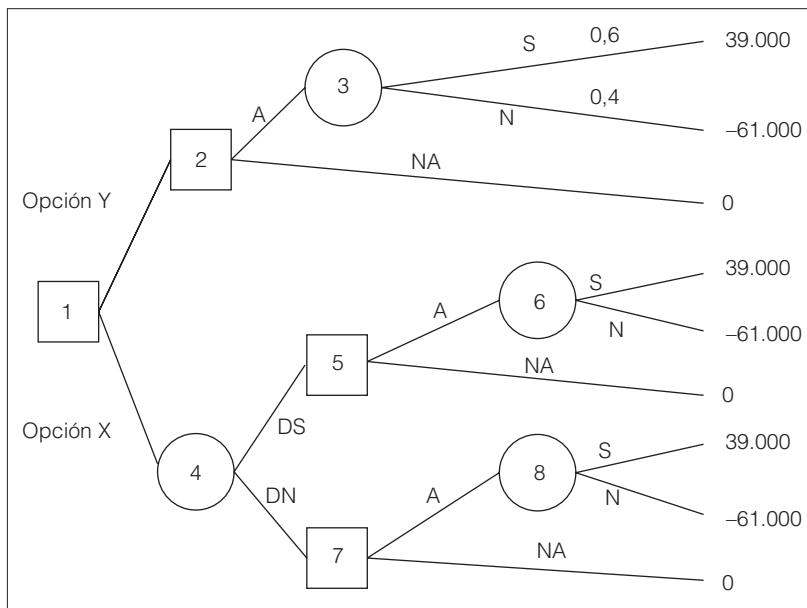 S 0,6 39.000
3
A
N 0,4 –61.000
2
NA
0
Opción Y
1
S 39.000
6
A
N –61.000
5
NA
0
Opción X
DS
4
DN
S 39.000
8
A
N –61.000
7
NA
0